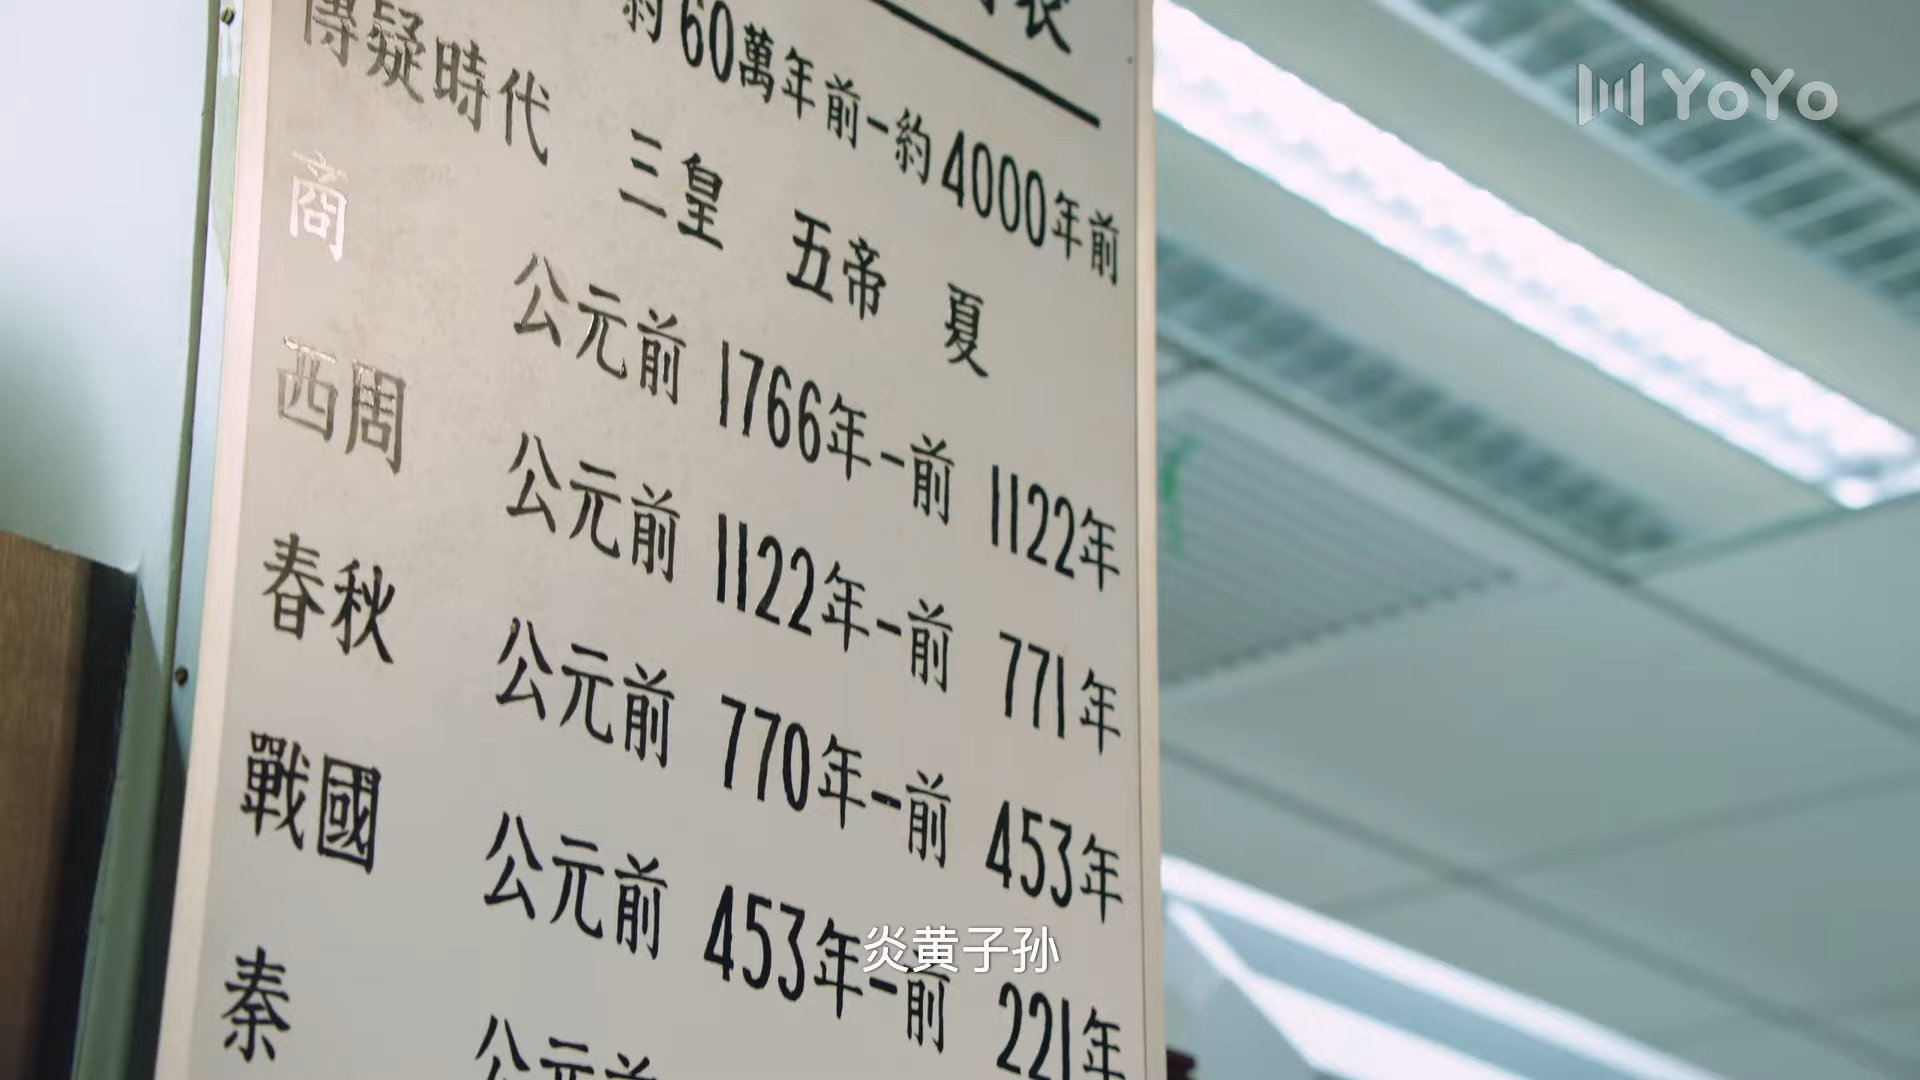 YoYo
約60萬年前-約4000年前
傳疑時代 三皇 五帝 夏
商 公元前 1766年-前 1122年
西周 公元前 1122年-前 771年
春秋 公元前 770年-前 453年
戰國 公元前 453年-前 221年
秦 公元前
炎黄子孙